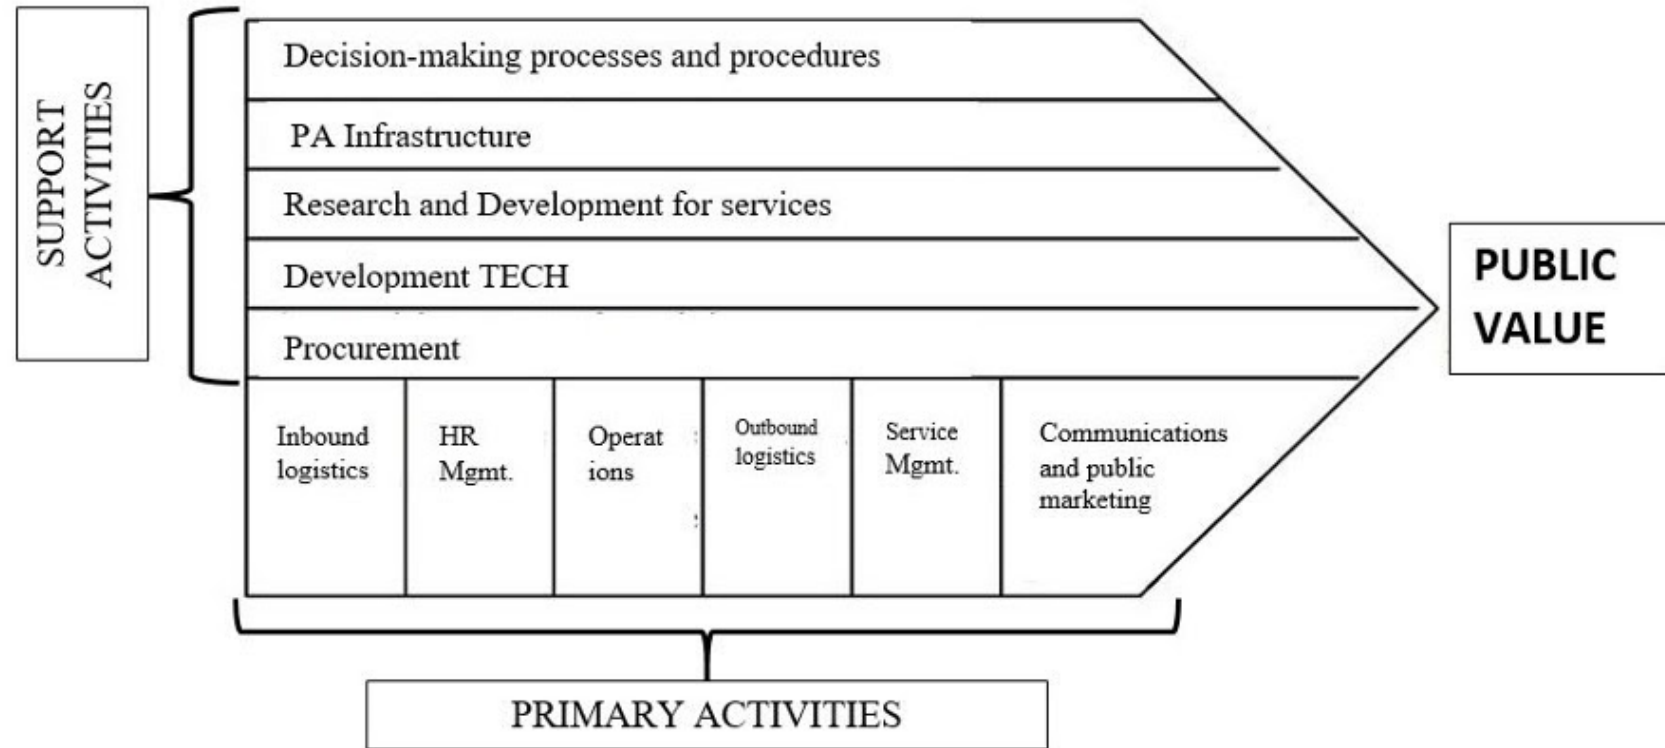 SUPPORT
ACTIVITIES
Decision-making processes and procedures
PA Infrastructure
Research and Development for services
Development TECH
Procurement
Inbound
logistics
HR
Mgmt.
Operat
ions
Outbound
logistics
Service
Mgmt.
Communications
and public
marketing
PUBLIC
VALUE
PRIMARY ACTIVITIES